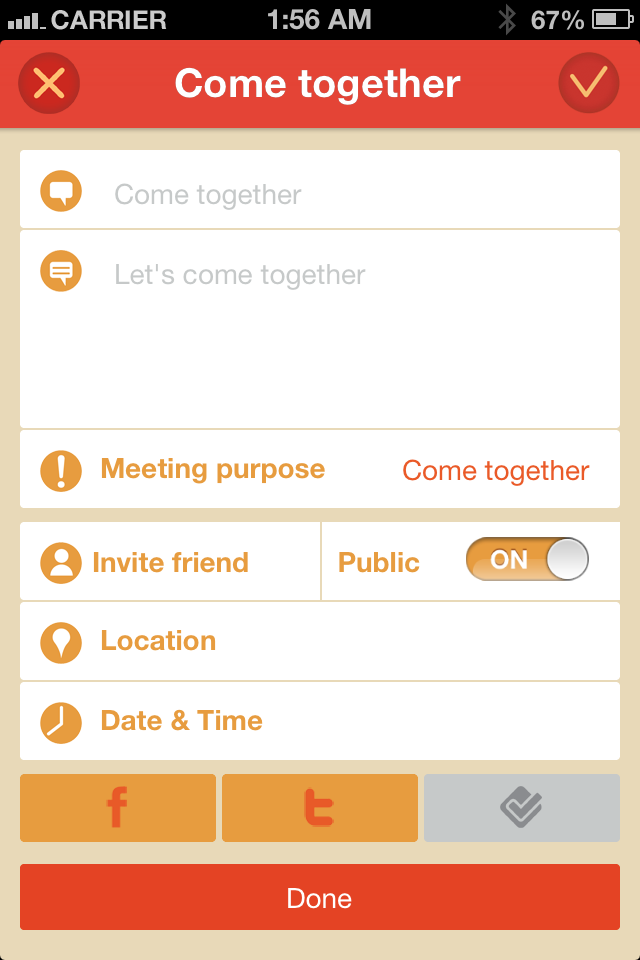 CARRIER 1:56 AM 67%
Come together
Come together
Let's come together
Meeting purpose Come together
Invite friend Public ON
Location
Date & Time
f t
Done